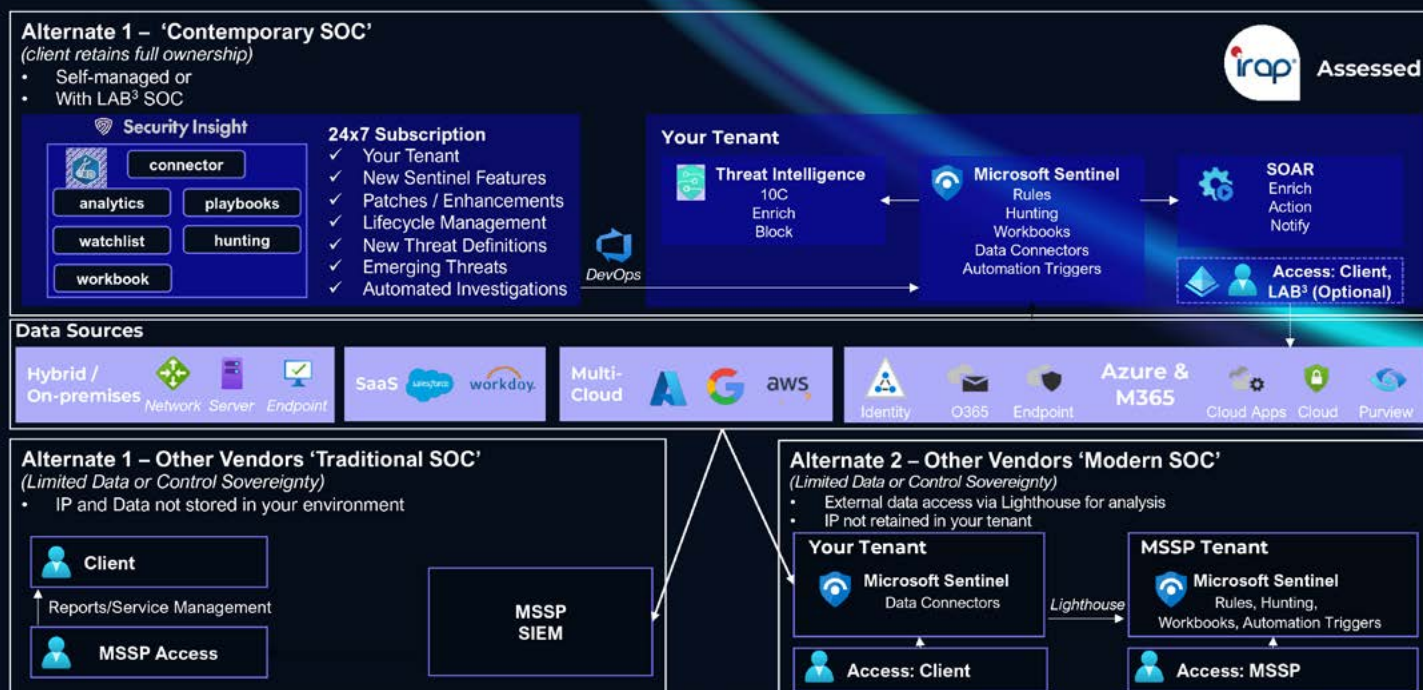 Alternate 1 – ‘Contemporary SOC’
(client retains full ownership)
• Self-managed or
• With LAB³ SOC
irap
Assessed
Security Insight
connector
analytics
playbooks
watchlist
hunting
workbook
24x7 Subscription
✓ Your Tenant
✓ New Sentinel Features
✓ Patches / Enhancements
✓ Lifecycle Management
✓ New Threat Definitions
✓ Emerging Threats
✓ Automated Investigations
DevOps
Your Tenant
Threat Intelligence
10C
Enrich
Block
Microsoft Sentinel
Rules
Hunting
Workbooks
Data Connectors
Automation Triggers
SOAR
Enrich
Action
Notify
Access: Client,
LAB³ (Optional)
Data Sources
Hybrid /
On-premises
Network
Server
Endpoint
SaaS
salesforce
workday.
Multi-
Cloud
G
aws
Identity
O365
Endpoint
Azure &
M365
Cloud Apps
Cloud
Purview
Alternate 1 – Other Vendors ‘Traditional SOC’
(Limited Data or Control Sovereignty)
• IP and Data not stored in your environment
Client
Reports/Service Management
MSSP Access
MSSP
SIEM
Alternate 2 – Other Vendors ‘Modern SOC’
(Limited Data or Control Sovereignty)
• External data access via Lighthouse for analysis
• IP not retained in your tenant
Your Tenant
Microsoft Sentinel
Data Connectors
Access: Client
Lighthouse
MSSP Tenant
Microsoft Sentinel
Rules, Hunting,
Workbooks, Automation Triggers
Access: MSSP